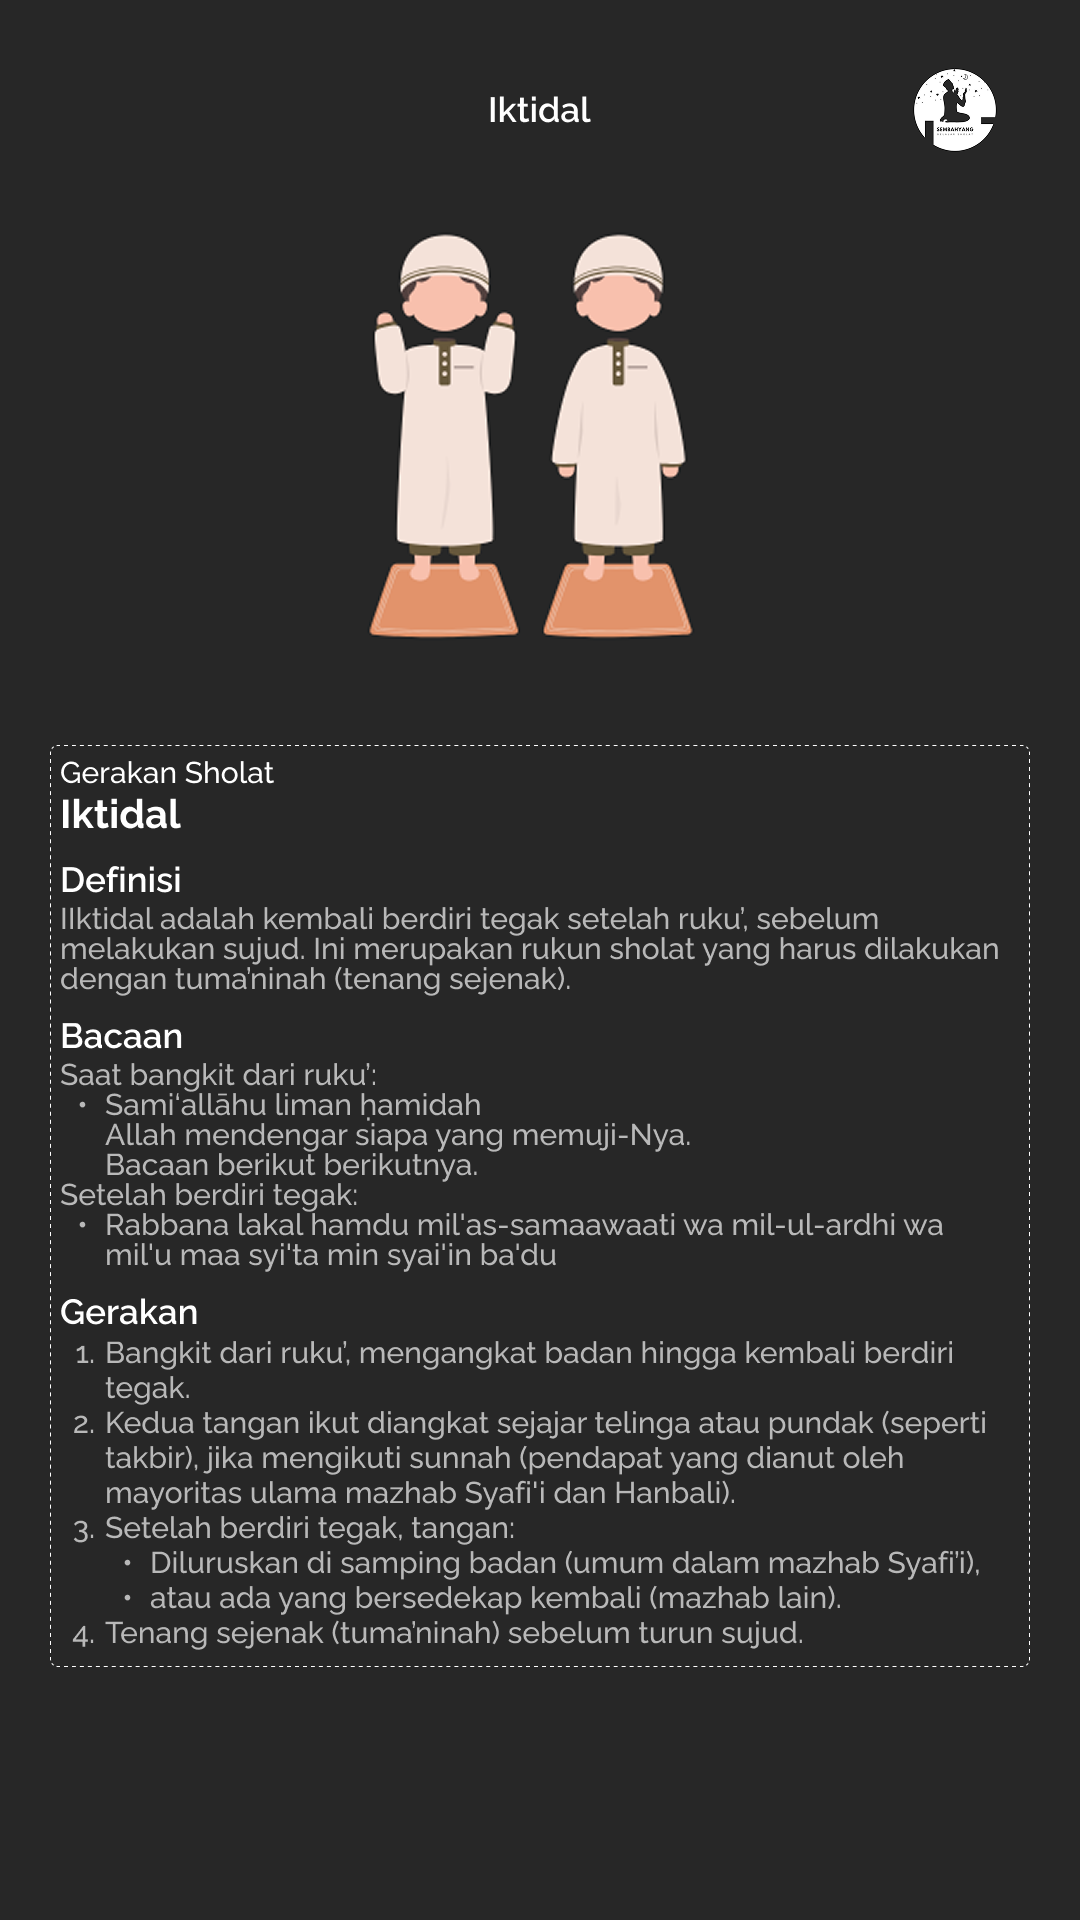 Iktidal
SEMBAHYANG
Gerakan Sholat
Iktidal
Definisi
IIktidal adalah kembali berdiri tegak setelah ruku’, sebelum
melakukan sujud. Ini merupakan rukun sholat yang harus dilakukan
dengan tuma’ninah (tenang sejenak).
Bacaan
Saat bangkit dari ruku’:
• Sami‘allāhu liman ḥamidah
Allah mendengar siapa yang memuji-Nya.
Bacaan berikut berikutnya.
Setelah berdiri tegak:
• Rabbana lakal hamdu mil'as-samaawaati wa mil-ul-ardhi wa
mil'u maa syi'ta min syai'in ba'du
Gerakan
1. Bangkit dari ruku’, mengangkat badan hingga kembali berdiri
tegak.
2. Kedua tangan ikut diangkat sejajar telinga atau pundak (seperti
takbir), jika mengikuti sunnah (pendapat yang dianut oleh
mayoritas ulama mazhab Syafi'i dan Hanbali).
3. Setelah berdiri tegak, tangan:
• Diluruskan di samping badan (umum dalam mazhab Syafi’i),
• atau ada yang bersedekap kembali (mazhab lain).
4. Tenang sejenak (tuma’ninah) sebelum turun sujud.